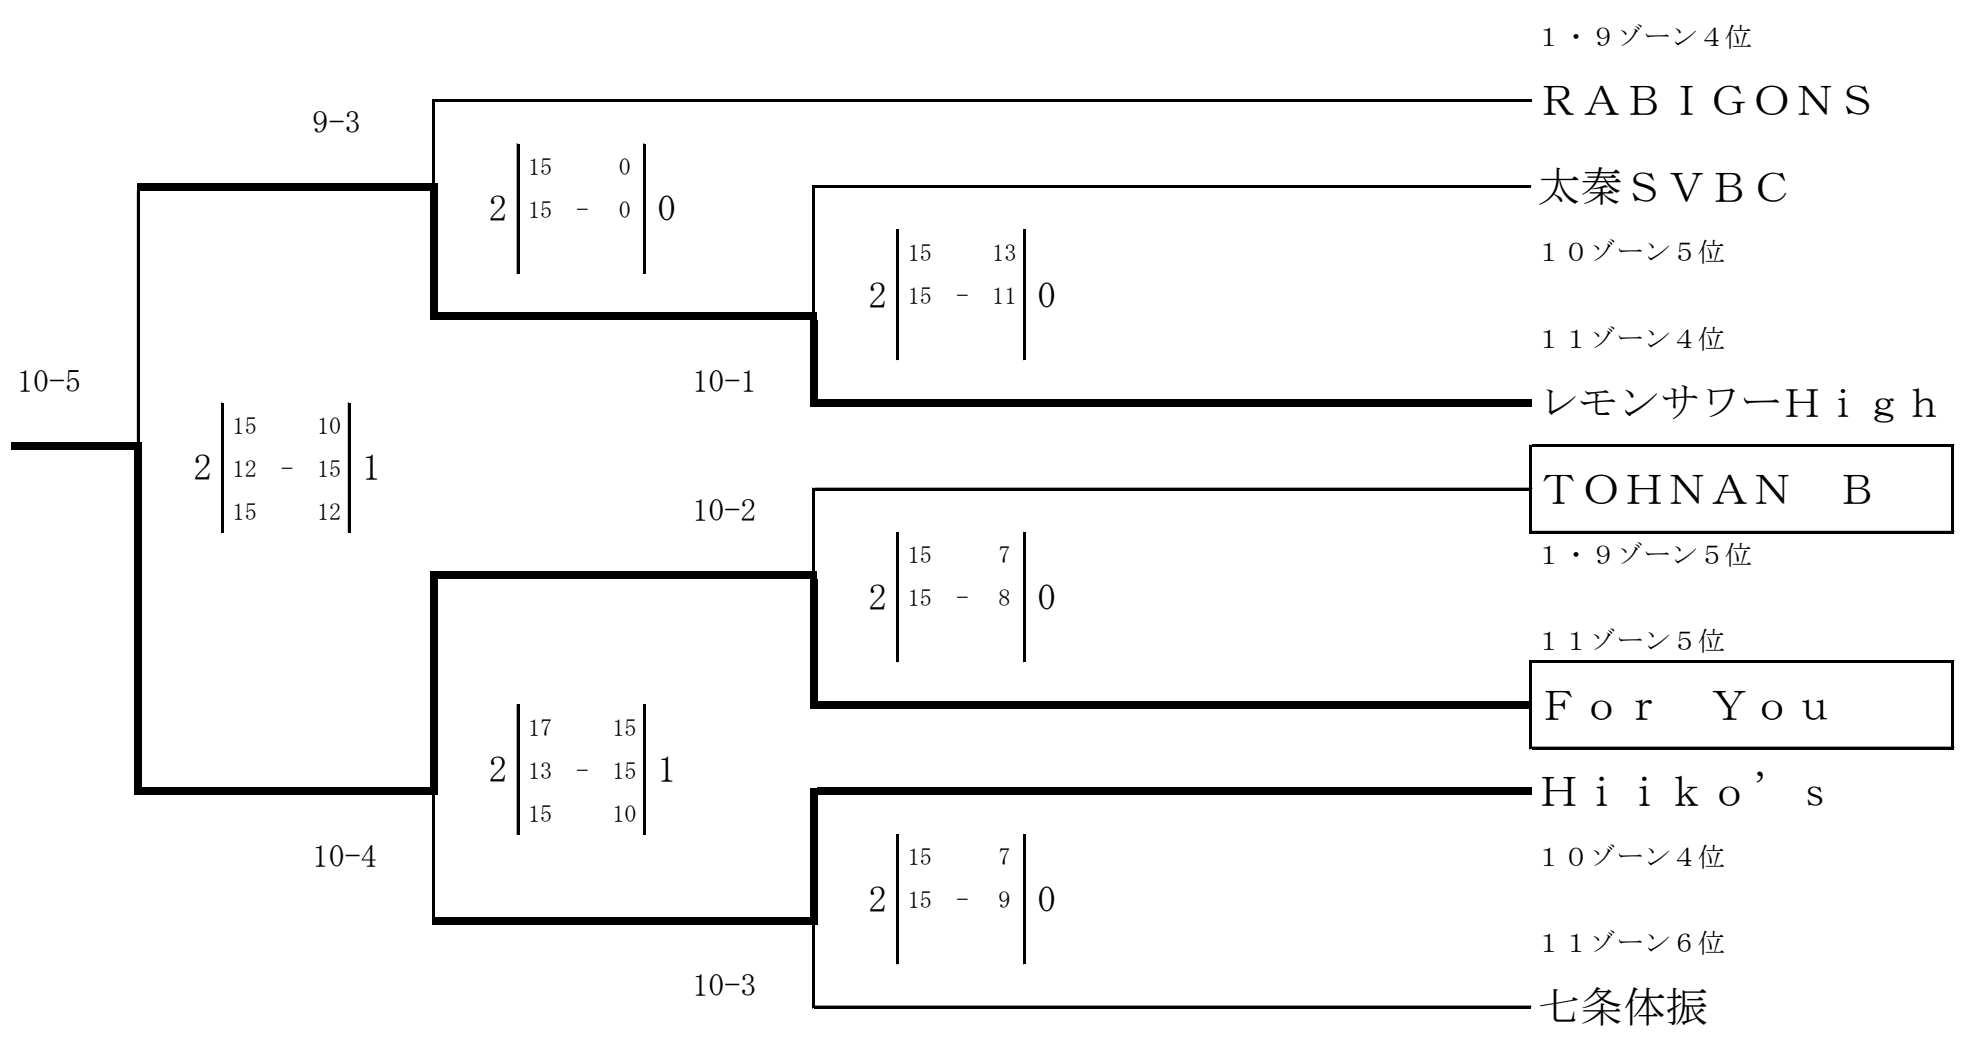 １・９ゾーン４位
ＲＡＢＩＧＯＮＳ
9-3
15 0
2 15 - 0 0
太秦ＳＶＢＣ
１０ゾーン５位
15 13
2 15 - 11 0
１１ゾーン４位
10-5
10-1
レモンサワーＨｉｇｈ
15 10
2 12 - 15 1
15 12
ＴＯＨＮＡＮ　Ｂ
10-2
１・９ゾーン５位
15 7
2 15 - 8 0
１１ゾーン５位
Ｆｏｒ　Ｙｏｕ
17 15
2 13 - 15 1
15 10
Ｈｉｉｋｏ’ｓ
10-4
１０ゾーン４位
15 7
2 15 - 9 0
１１ゾーン６位
10-3
七条体振